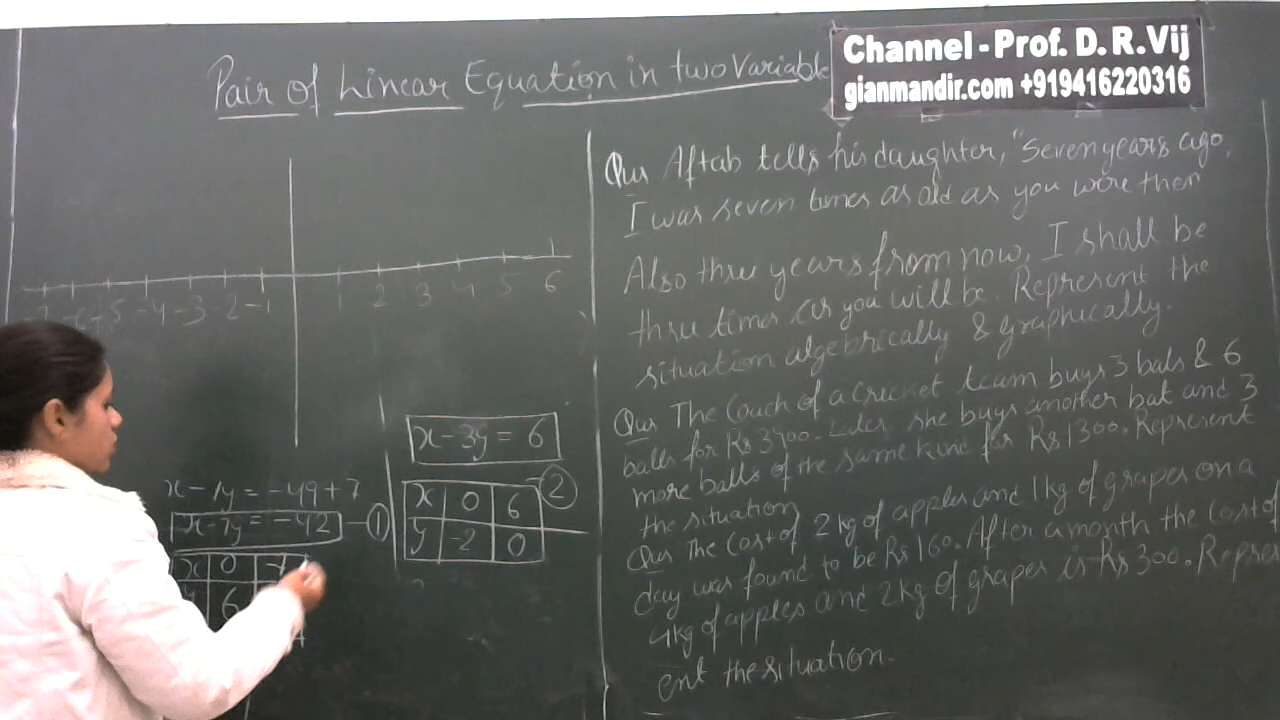 Channel - Prof. D. R. Vij
gianmandir.com +919416220316
Pair of Linear Equation in two Variable
-5 -4 -3 -2 -1 1 2 3 4 5 6
x - 7y = -49 + 7
x - 7y = -42 — 1
x 0
6
x - 3y = 6
2
x 0 6
y -2 0
Qus Aftab tells his daughter, "Seven years ago,
I was seven times as old as you were then
Also three years from now, I shall be
three times as you will be. Represent the
situation algebrically & graphically.
Qus The Couch of a Cricket team buys 3 bats & 6
balls for Rs 3900. Later she buys another bat and 3
more balls of the same kind for Rs 1300. Represent
the situation
Qus The Cost of 2 kg of apples and 1 kg of grapes on a
day was found to be Rs 160. After a month the Cost of
4 kg of apples and 2 kg of grapes is Rs 300. Repres
ent the situation.